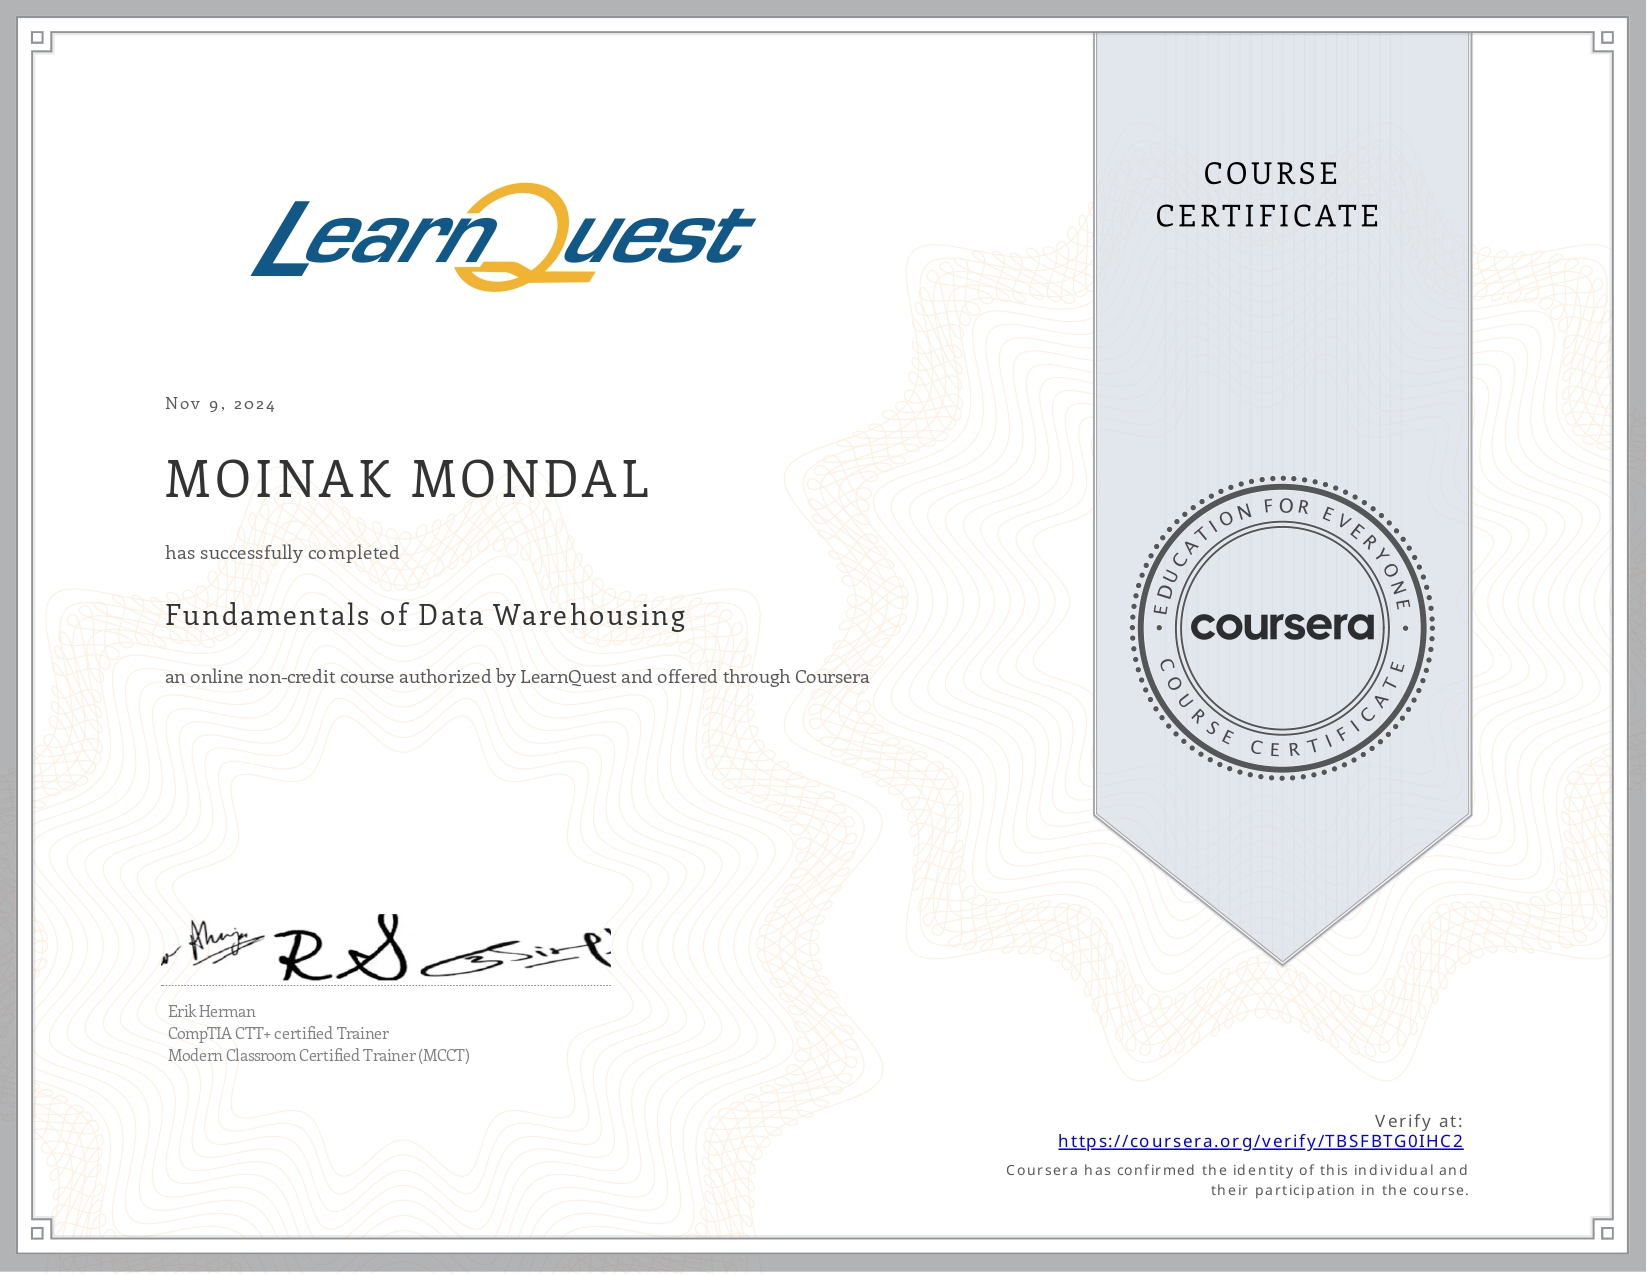 LearnQuest
COURSE
CERTIFICATE
Nov 9, 2024
MOINAK MONDAL
has successfully completed
Fundamentals of Data Warehousing
an online non-credit course authorized by LearnQuest and offered through Coursera
EDUCATION FOR EVERYONE
coursera
COURSE CERTIFICATE
Erik Herman
CompTIA CTT+ certified Trainer
Modern Classroom Certified Trainer (MCCT)
Verify at:
https://coursera.org/verify/TBSFBTG0IHC2
Coursera has confirmed the identity of this individual and
their participation in the course.